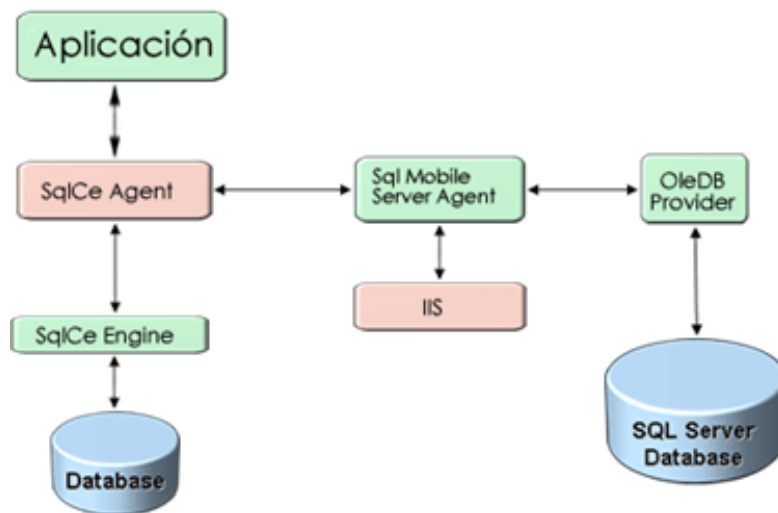 Aplicación
SqlCe Agent
Sql Mobile
Server Agent
OleDB
Provider
SqlCe Engine
IIS
Database
SQL Server
Database